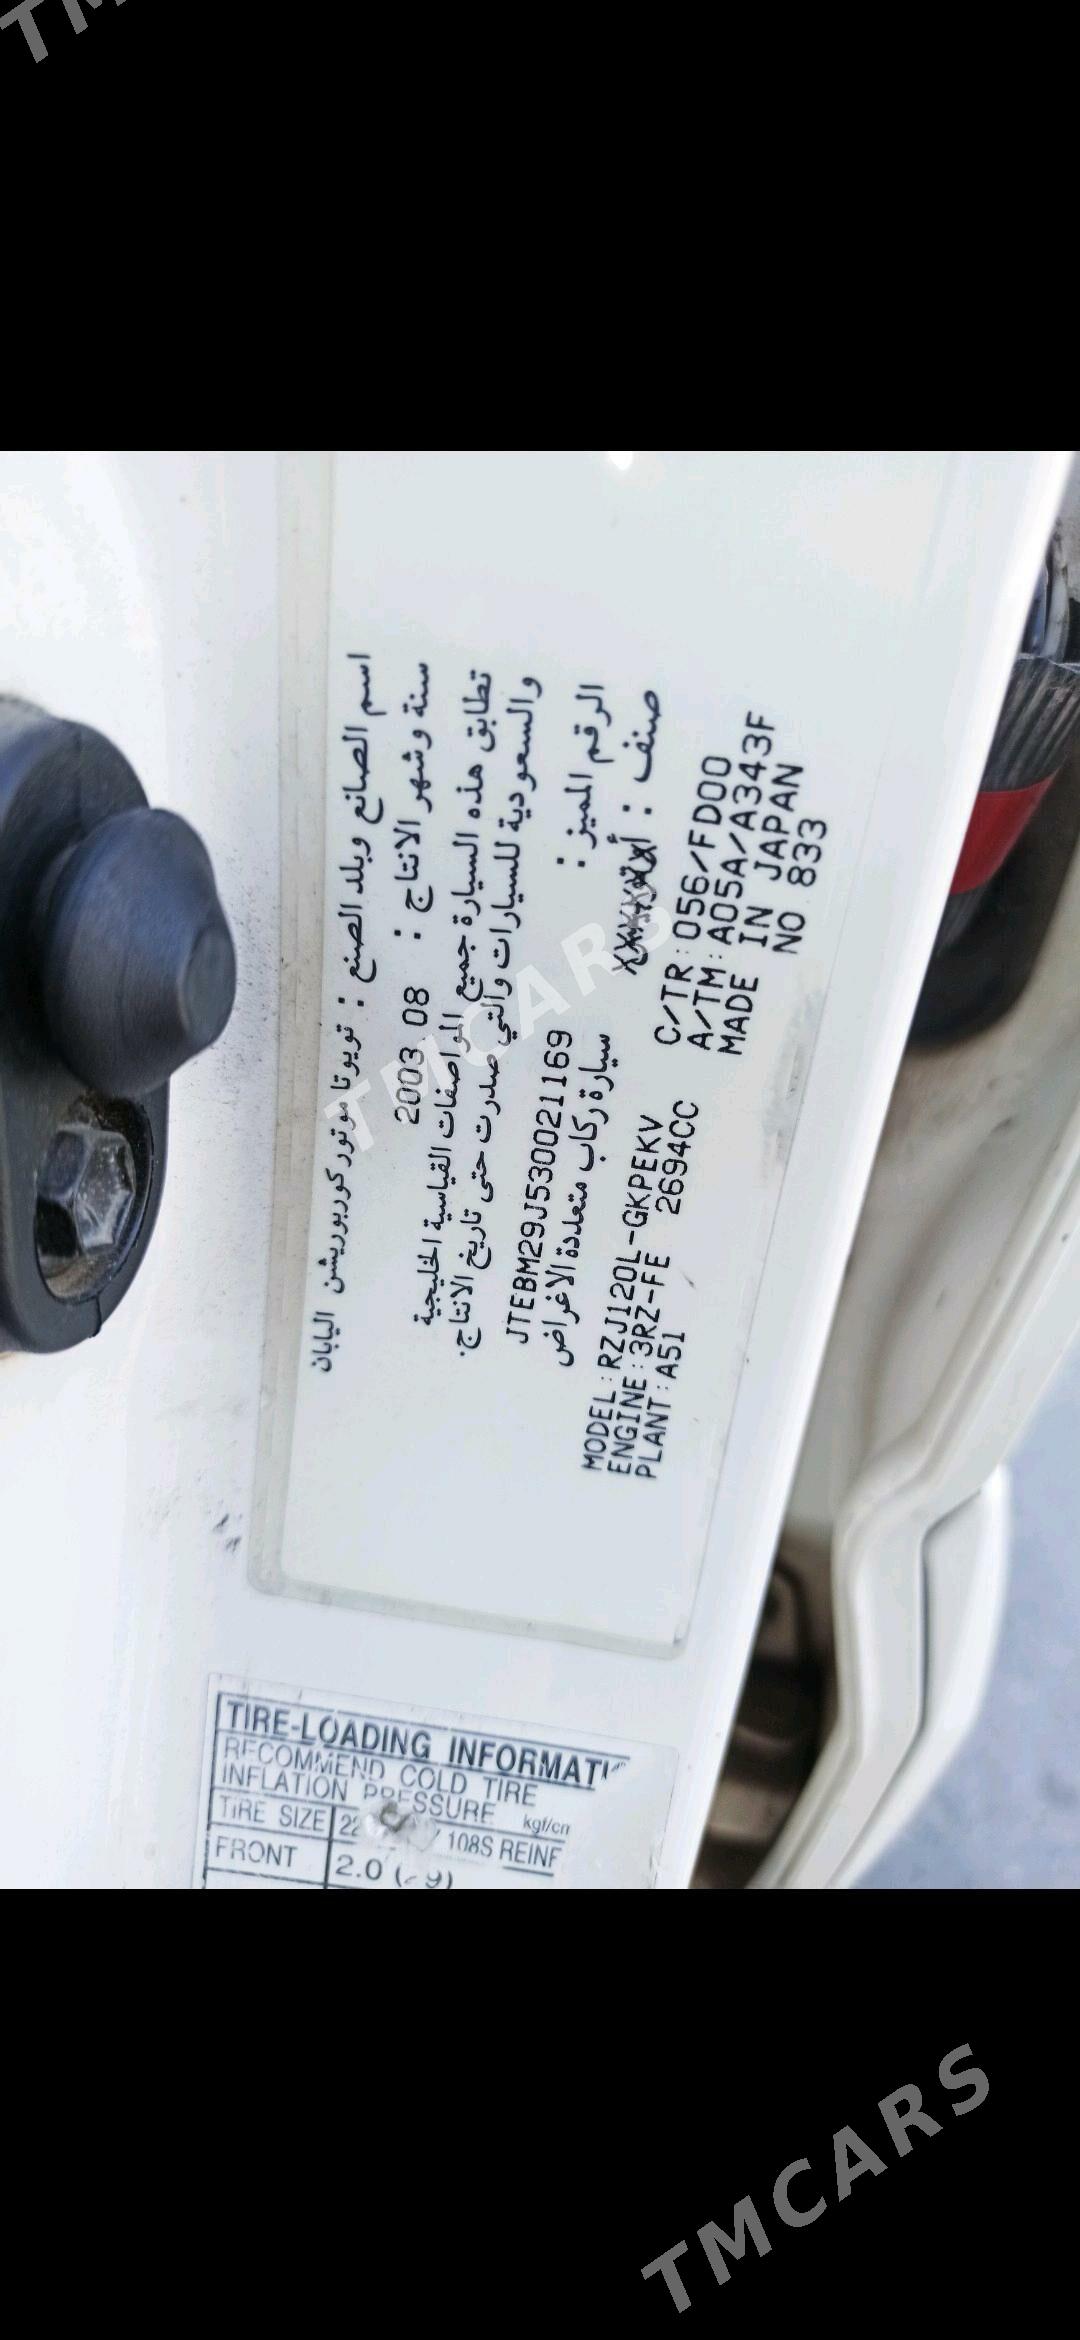 اسم الصانع وبلد الصنع : تويوتا موتور كوربوريشن اليابان
سنة وشهر الانتاج : 2003 08
تطابق هذه السيارة جميع المواصفات القياسية الخليجية
والسعودية للسيارات والتي صدرت حتى تاريخ الانتاج.
الرقم المميز : JTEBM29J530021169
صنف : سيارة ركاب متعددة الاغراض
MODEL:RZJ120L-GKPEKV
ENGINE:3RZ-FE 2694CC
PLANT:A51
C/TR:056/FD00
A/TM:A05A/A343F
MADE IN JAPAN
NO 833
TIRE-LOADING
RECOMMEND COLD TIRE
INFLATION PRESSURE kgf/cm
TIRE SIZE 108S REINF
FRONT 2.0
TMCARS
TMCARS